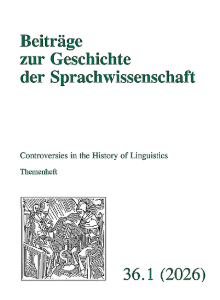 Beiträge
zur Geschichte
der Sprachwissenschaft
Controversies in the History of Linguistics
Themenheft
36.1 (2026)